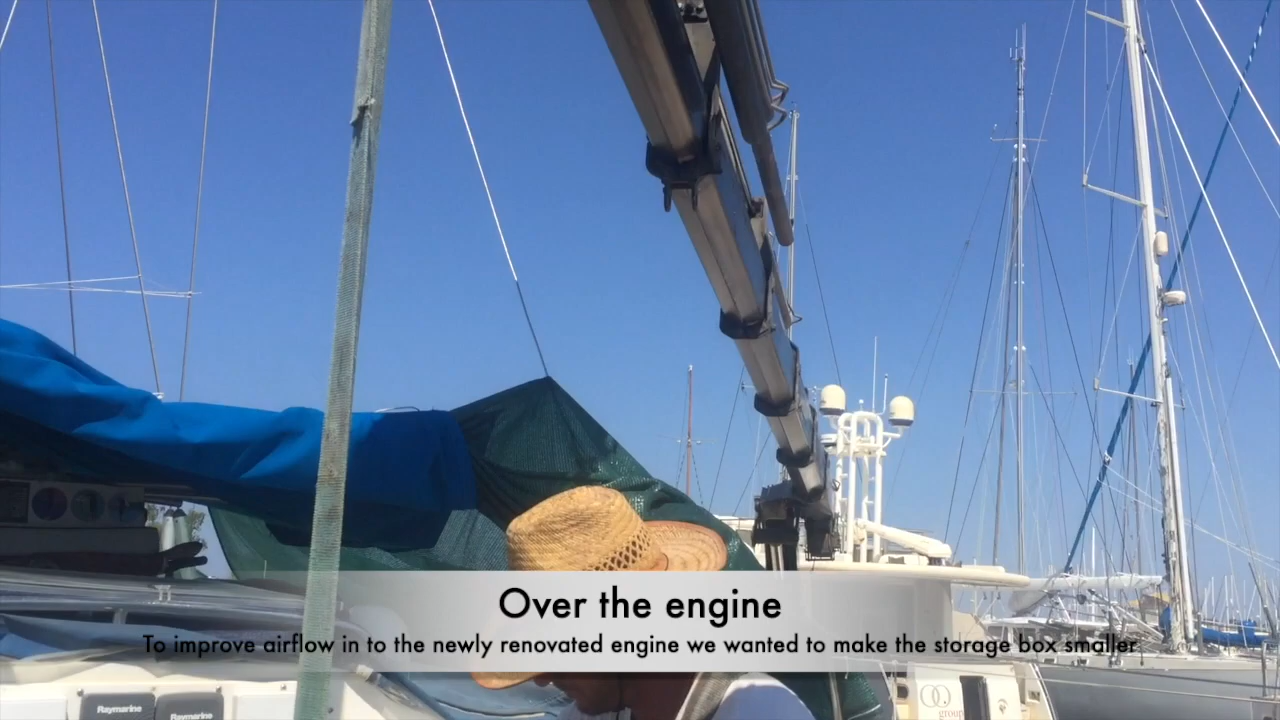 Over the engine
To improve airflow in to the newly renovated engine we wanted to make the storage box smaller
Raymarine
Raymarine
group